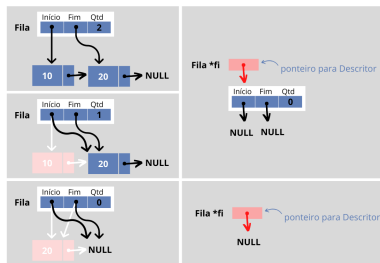 Início Fim Qtd
Fila 2
10 20 NULL
Início Fim Qtd
Fila 1
10 20 NULL
Início Fim Qtd
Fila 0
20 NULL
Fila *fi
ponteiro para Descritor
Início Fim Qtd
0
NULL NULL
Fila *fi
ponteiro para Descritor
NULL